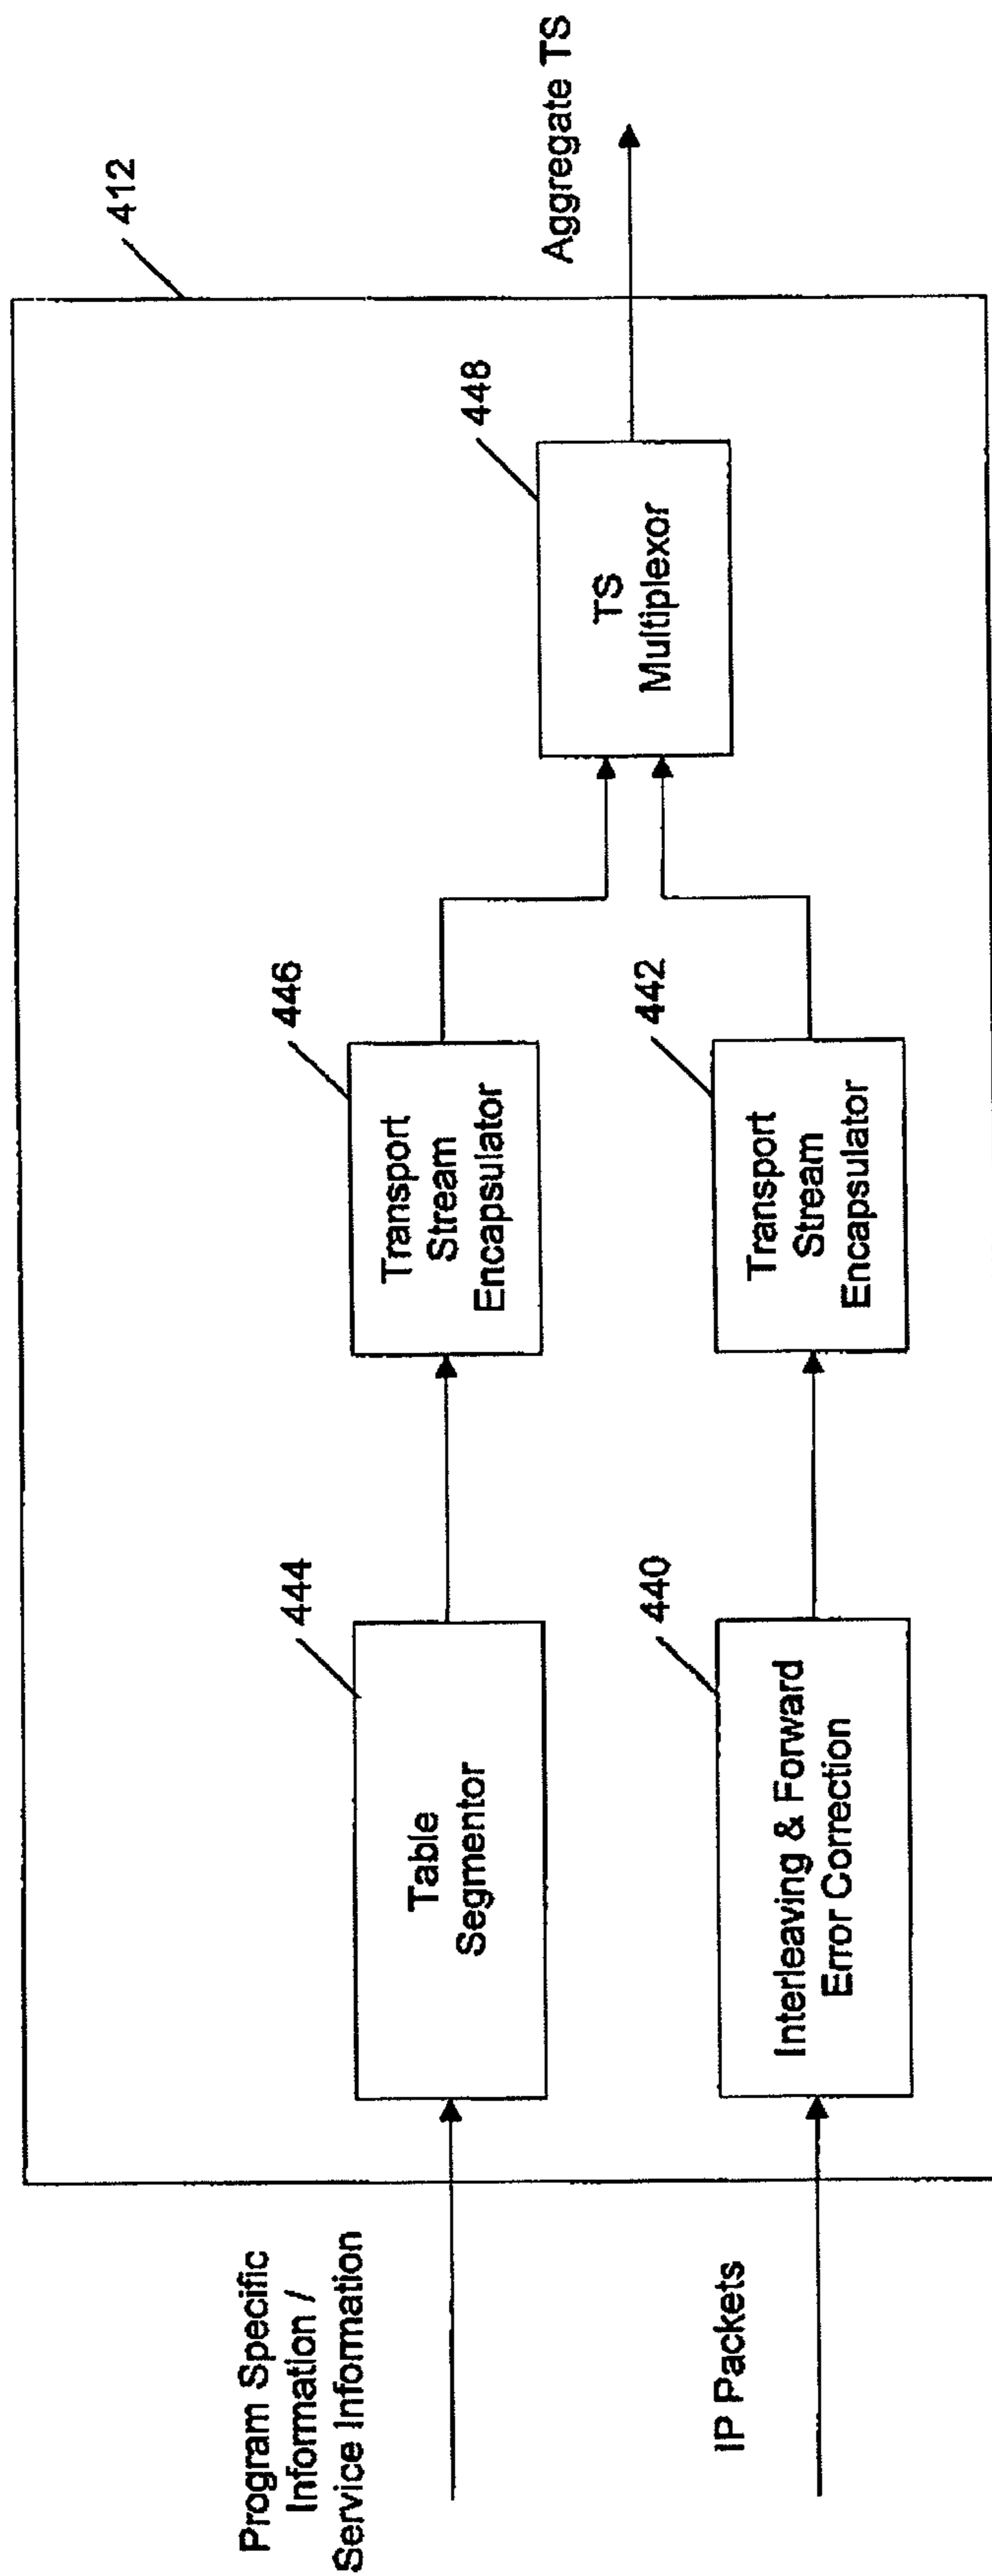 412
Aggregate TS
448
TS
Multiplexor
446
Transport
Stream
Encapsulator
442
Transport
Stream
Encapsulator
444
Table
Segmentor
440
Interleaving & Forward
Error Correction
Program Specific
Information /
Service Information
IP Packets